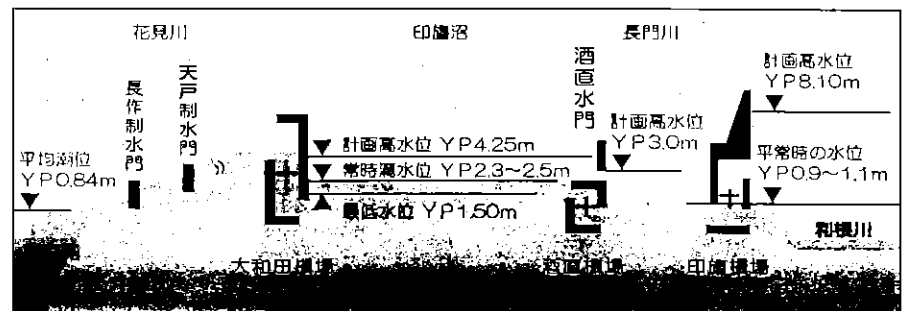 花見川
印旛沼
長門川
長作制水門
天戸制水門
酒直水門
計画高水位
YP8.10m
計画高水位
YP3.0m
平均潮位
YP0.84m
計画高水位 YP4.25m
常時満水位 YP2.3～2.5m
最低水位 YP1.50m
平常時の水位
YP0.9～1.1m
利根川
大和田機場
酒直機場
印旛機場